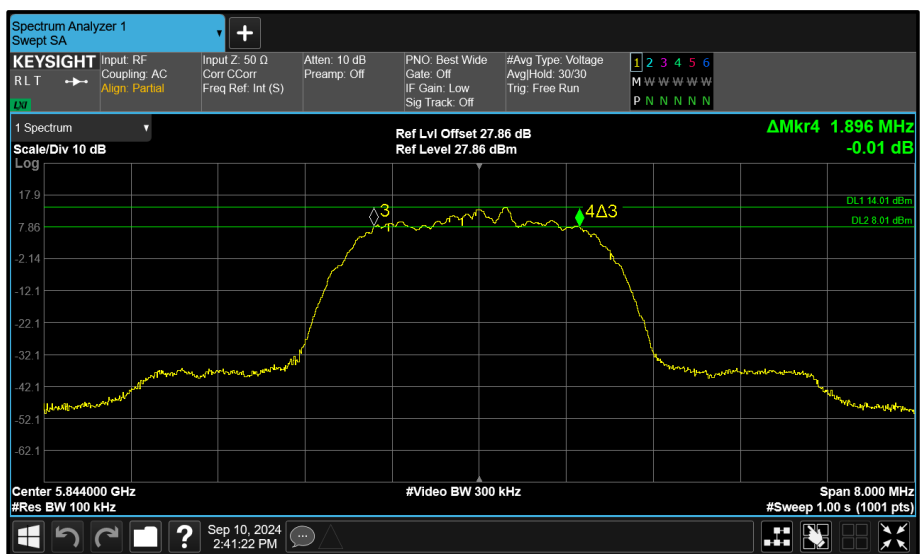 Spectrum Analyzer 1
Swept SA
+
KEYSIGHT
R L T
LXI
Input: RF
Coupling: AC
Align: Partial
Input Z: 50 Ω
Corr CCorr
Freq Ref: Int (S)
Atten: 10 dB
Preamp: Off
PNO: Best Wide
Gate: Off
IF Gain: Low
Sig Track: Off
#Avg Type: Voltage
Avg|Hold: 30/30
Trig: Free Run
1 2 3 4 5 6
M W W W W W
P N N N N N
1 Spectrum
Scale/Div 10 dB
Ref Lvl Offset 27.86 dB
Ref Level 27.86 dBm
ΔMkr4 1.896 MHz
-0.01 dB
Log
17.9
DL1 14.01 dBm
3
4Δ3
DL2 8.01 dBm
7.86
-2.14
-12.1
-22.1
-32.1
-42.1
-52.1
-62.1
Center 5.844000 GHz
#Video BW 300 kHz
Span 8.000 MHz
#Res BW 100 kHz
#Sweep 1.00 s (1001 pts)
?
Sep 10, 2024
2:41:22 PM